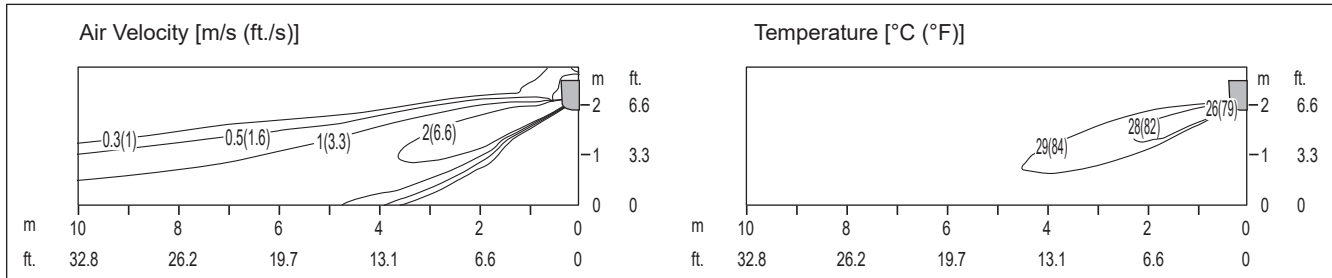 Air Velocity [m/s (ft./s)]
m ft.
2 6.6
1 3.3
0 0
0.3(1)
0.5(1.6)
1(3.3)
2(6.6)
m 10 8 6 4 2 0
ft. 32.8 26.2 19.7 13.1 6.6 0
Temperature [°C (°F)]
m ft.
2 6.6
1 3.3
0 0
29(84)
28(82)
26(79)
m 10 8 6 4 2 0
ft. 32.8 26.2 19.7 13.1 6.6 0